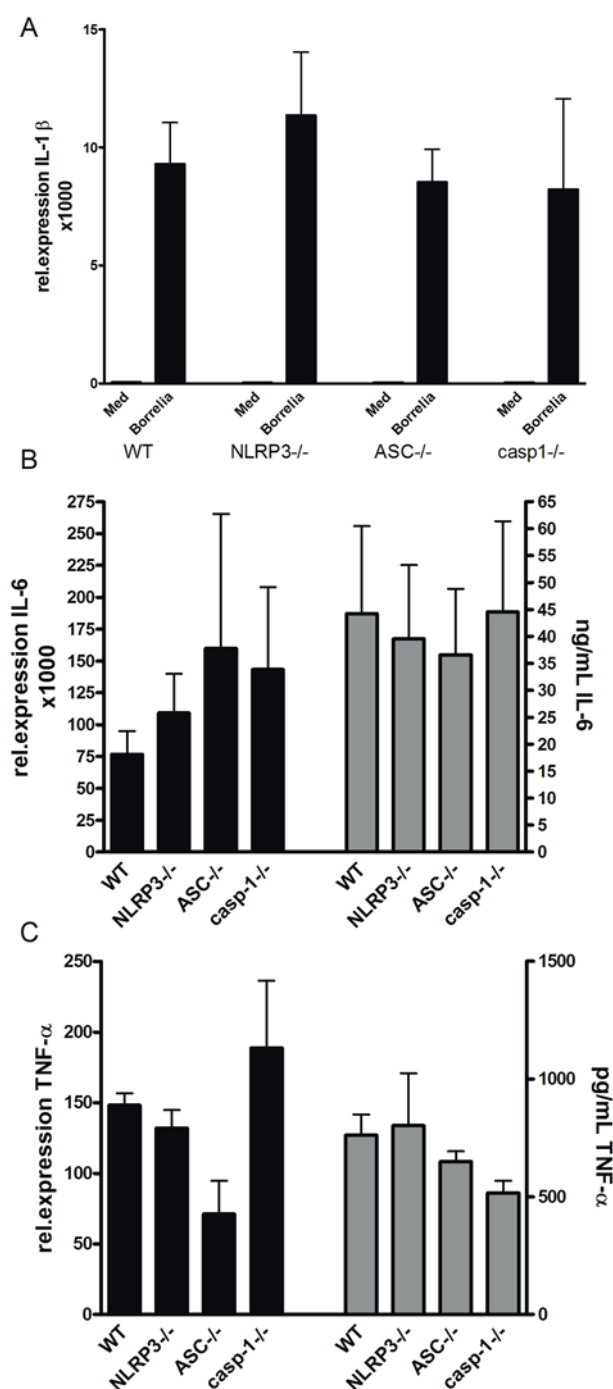 A
rel.expression IL-1 β
x1000
15
10
5
0
Med
Borrelia
Med
Borrelia
Med
Borrelia
Med
Borrelia
WT
NLRP3-/-
ASC-/-
casp1-/-
B
rel.expression IL-6
x1000
275
250
225
200
175
150
125
100
75
50
25
0
65
60
55
50
45
40
35
30
25
20
15
10
5
0
ng/mL IL-6
WT
NLRP3-/-
ASC-/-
casp-1-/-
WT
NLRP3-/-
ASC-/-
casp-1-/-
C
rel.expression TNF-α
250
200
150
100
50
0
1500
1000
500
0
pg/mL TNF-α
WT
NLRP3-/-
ASC-/-
casp-1-/-
WT
NLRP3-/-
ASC-/-
casp-1-/-